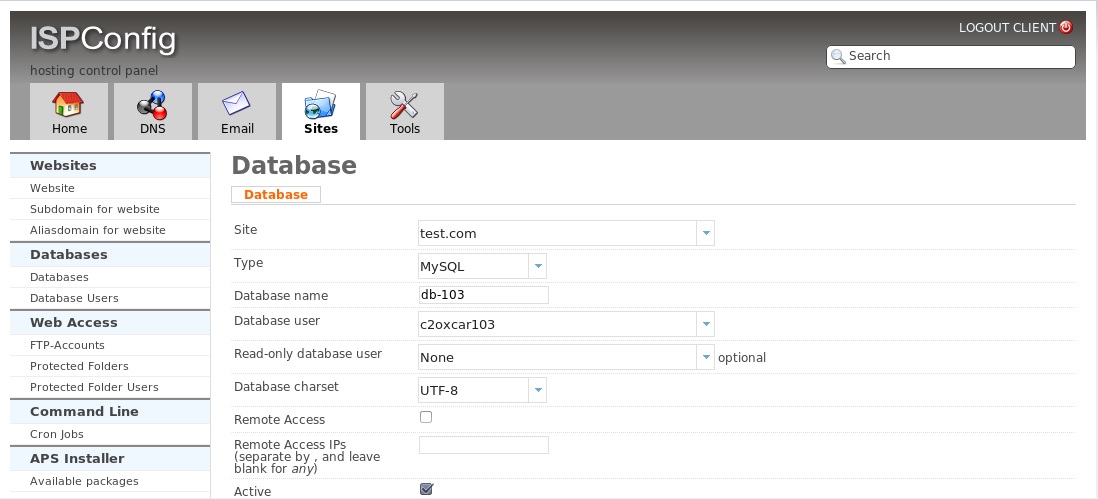 ISPConfig
hosting control panel
LOGOUT CLIENT
Search
Home
DNS
Email
Sites
Tools
Websites
Website
Subdomain for website
Aliasdomain for website
Databases
Databases
Database Users
Web Access
FTP-Accounts
Protected Folders
Protected Folder Users
Command Line
Cron Jobs
APS Installer
Available packages
Database
Database
Site test.com
Type MySQL
Database name db-103
Database user c2oxcar103
Read-only database user None optional
Database charset UTF-8
Remote Access
Remote Access IPs
(separate by , and leave
blank for any)
Active